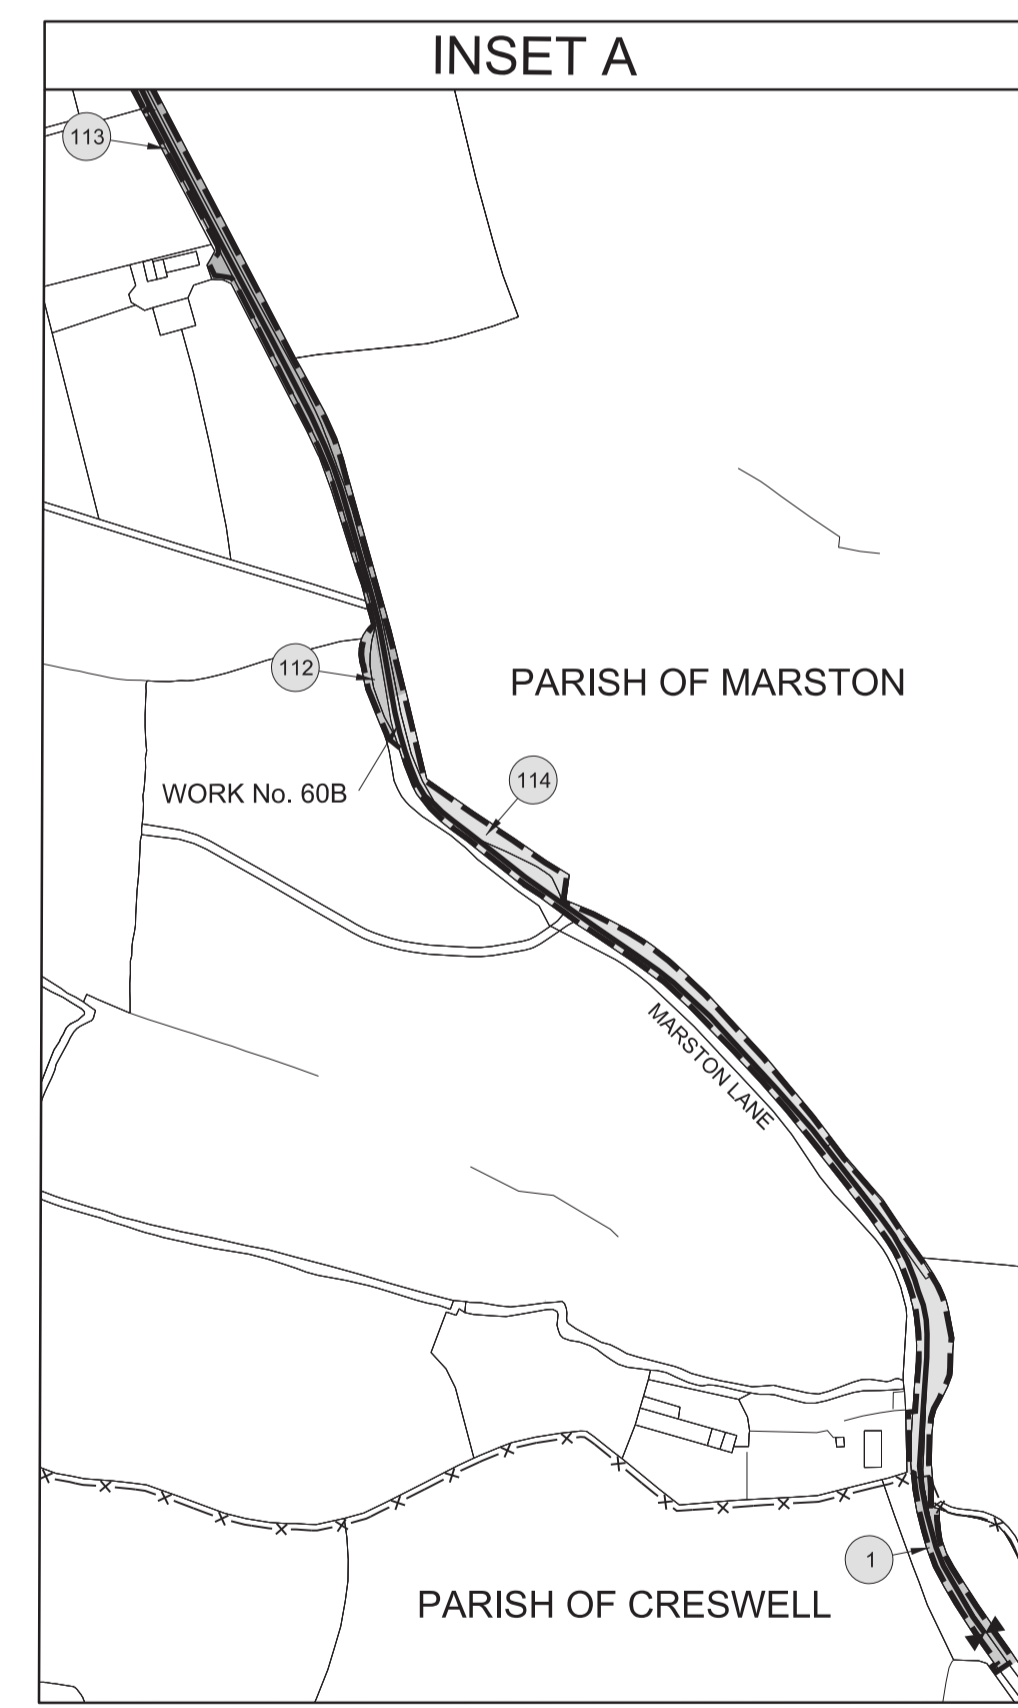 INSET A
113
112
PARISH OF MARSTON
114
WORK No. 60B
MARSTON LANE
1
PARISH OF CRESWELL